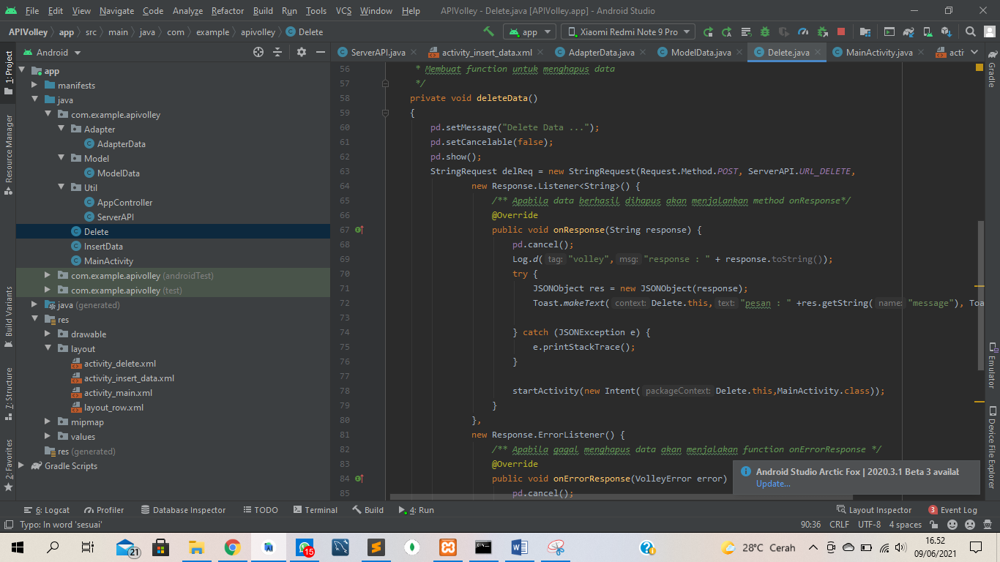 File Edit View Navigate Code Analyze Refactor Build Run Tools VCS Window Help APIVolley - Delete.java [APIVolley.app] - Android Studio
APIVolley app src main java com example apivolley Delete app Xiaomi Redmi Note 9 Pro
Android ServerAPI.java activity_insert_data.xml AdapterData.java ModelData.java Delete.java MainActivity.java acti
1: Project
Resource Manager
Build Variants
7: Structure
2: Favorites
app
manifests
java
com.example.apivolley
Adapter
AdapterData
Model
ModelData
Util
AppController
ServerAPI
Delete
InsertData
MainActivity
com.example.apivolley (androidTest)
com.example.apivolley (test)
java (generated)
res
drawable
layout
activity_delete.xml
activity_insert_data.xml
activity_main.xml
layout_row.xml
mipmap
values
res (generated)
Gradle Scripts
56 * Membuat function untuk menghapus data
57 */
58 private void deleteData()
59 {
60 pd.setMessage("Delete Data ...");
61 pd.setCancelable(false);
62 pd.show();
63 StringRequest delReq = new StringRequest(Request.Method.POST, ServerAPI.URL_DELETE,
64 new Response.Listener<String>() {
65 /** Apabila data berhasil dihapus akan menjalankan method onResponse*/
66 @Override
67 public void onResponse(String response) {
68 pd.cancel();
69 Log.d( tag: "volley", msg: "response : " + response.toString());
70 try {
71 JSONObject res = new JSONObject(response);
72 Toast.makeText( context: Delete.this, text: "pesan : " +res.getString( name: "message"), Toa
73
74 } catch (JSONException e) {
75 e.printStackTrace();
76 }
77
78 startActivity(new Intent( packageContext: Delete.this,MainActivity.class));
79 }
80 },
81 new Response.ErrorListener() {
82 /** Apabila gagal menghapus data akan menjalakan function onErrorResponse */
83 @Override
84 public void onErrorResponse(VolleyError error)
85 pd.cancel();
Gradle
Emulator
Device File Explorer
Android Studio Arctic Fox | 2020.3.1 Beta 3 availat
Update...
6: Logcat Profiler Database Inspector TODO Terminal Build 4: Run Layout Inspector 3 Event Log
Typo: In word 'sesuai' 90:36 CRLF UTF-8 4 spaces
21 15 28°C Cerah 16.52
09/06/2021